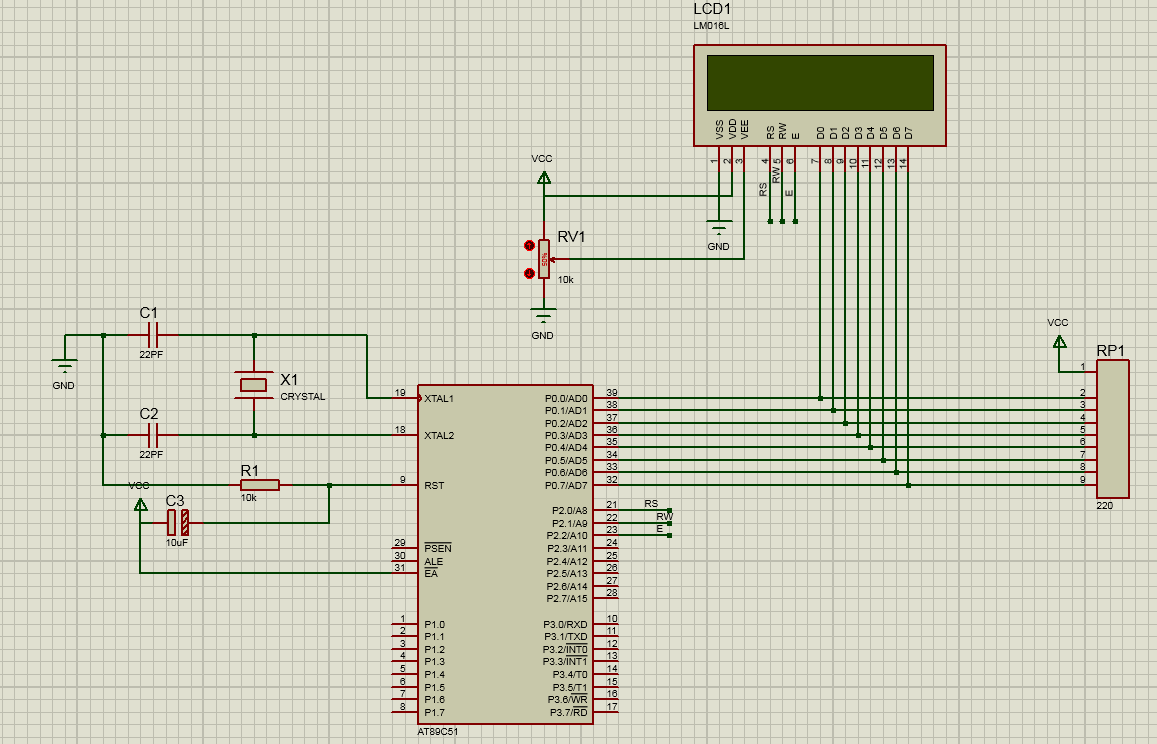 LCD1
LM016L
VSS
VDD
VEE
RS
RW
E
D0
D1
D2
D3
D4
D5
D6
D7
1
2
3
4
5
6
7
8
9
10
11
12
13
14
RS
RW
E
VCC
GND
RV1
50%
10k
GND
C1
22PF
GND
X1
CRYSTAL
C2
22PF
R1
10k
VCC
C3
10uF
VCC
RP1
1
2
3
4
5
6
7
8
9
220
19 XTAL1
18 XTAL2
9 RST
29 PSEN
30 ALE
31 EA
1 P1.0
2 P1.1
3 P1.2
4 P1.3
5 P1.4
6 P1.5
7 P1.6
8 P1.7
P0.0/AD0 39
P0.1/AD1 38
P0.2/AD2 37
P0.3/AD3 36
P0.4/AD4 35
P0.5/AD5 34
P0.6/AD6 33
P0.7/AD7 32
P2.0/A8 21 RS
P2.1/A9 22 RW
P2.2/A10 23 E
P2.3/A11 24
P2.4/A12 25
P2.5/A13 26
P2.6/A14 27
P2.7/A15 28
P3.0/RXD 10
P3.1/TXD 11
P3.2/INT0 12
P3.3/INT1 13
P3.4/T0 14
P3.5/T1 15
P3.6/WR 16
P3.7/RD 17
AT89C51